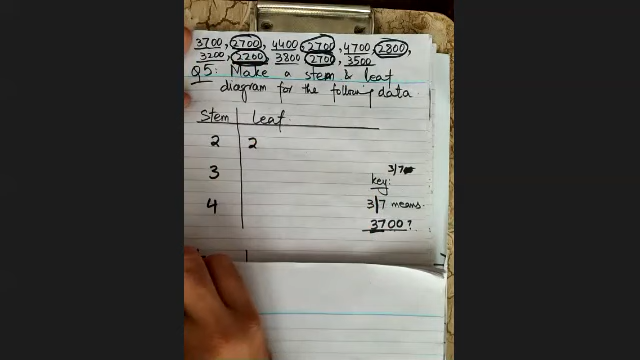 3700, 2700, 4400, 2700, 4700, 2800,
3200, 2200, 3800 2700, 3500
Q5: Make a stem & leaf
diagram for the following data
Stem Leaf
2 2
3
4
3/7
key:
3|7 means
3700?